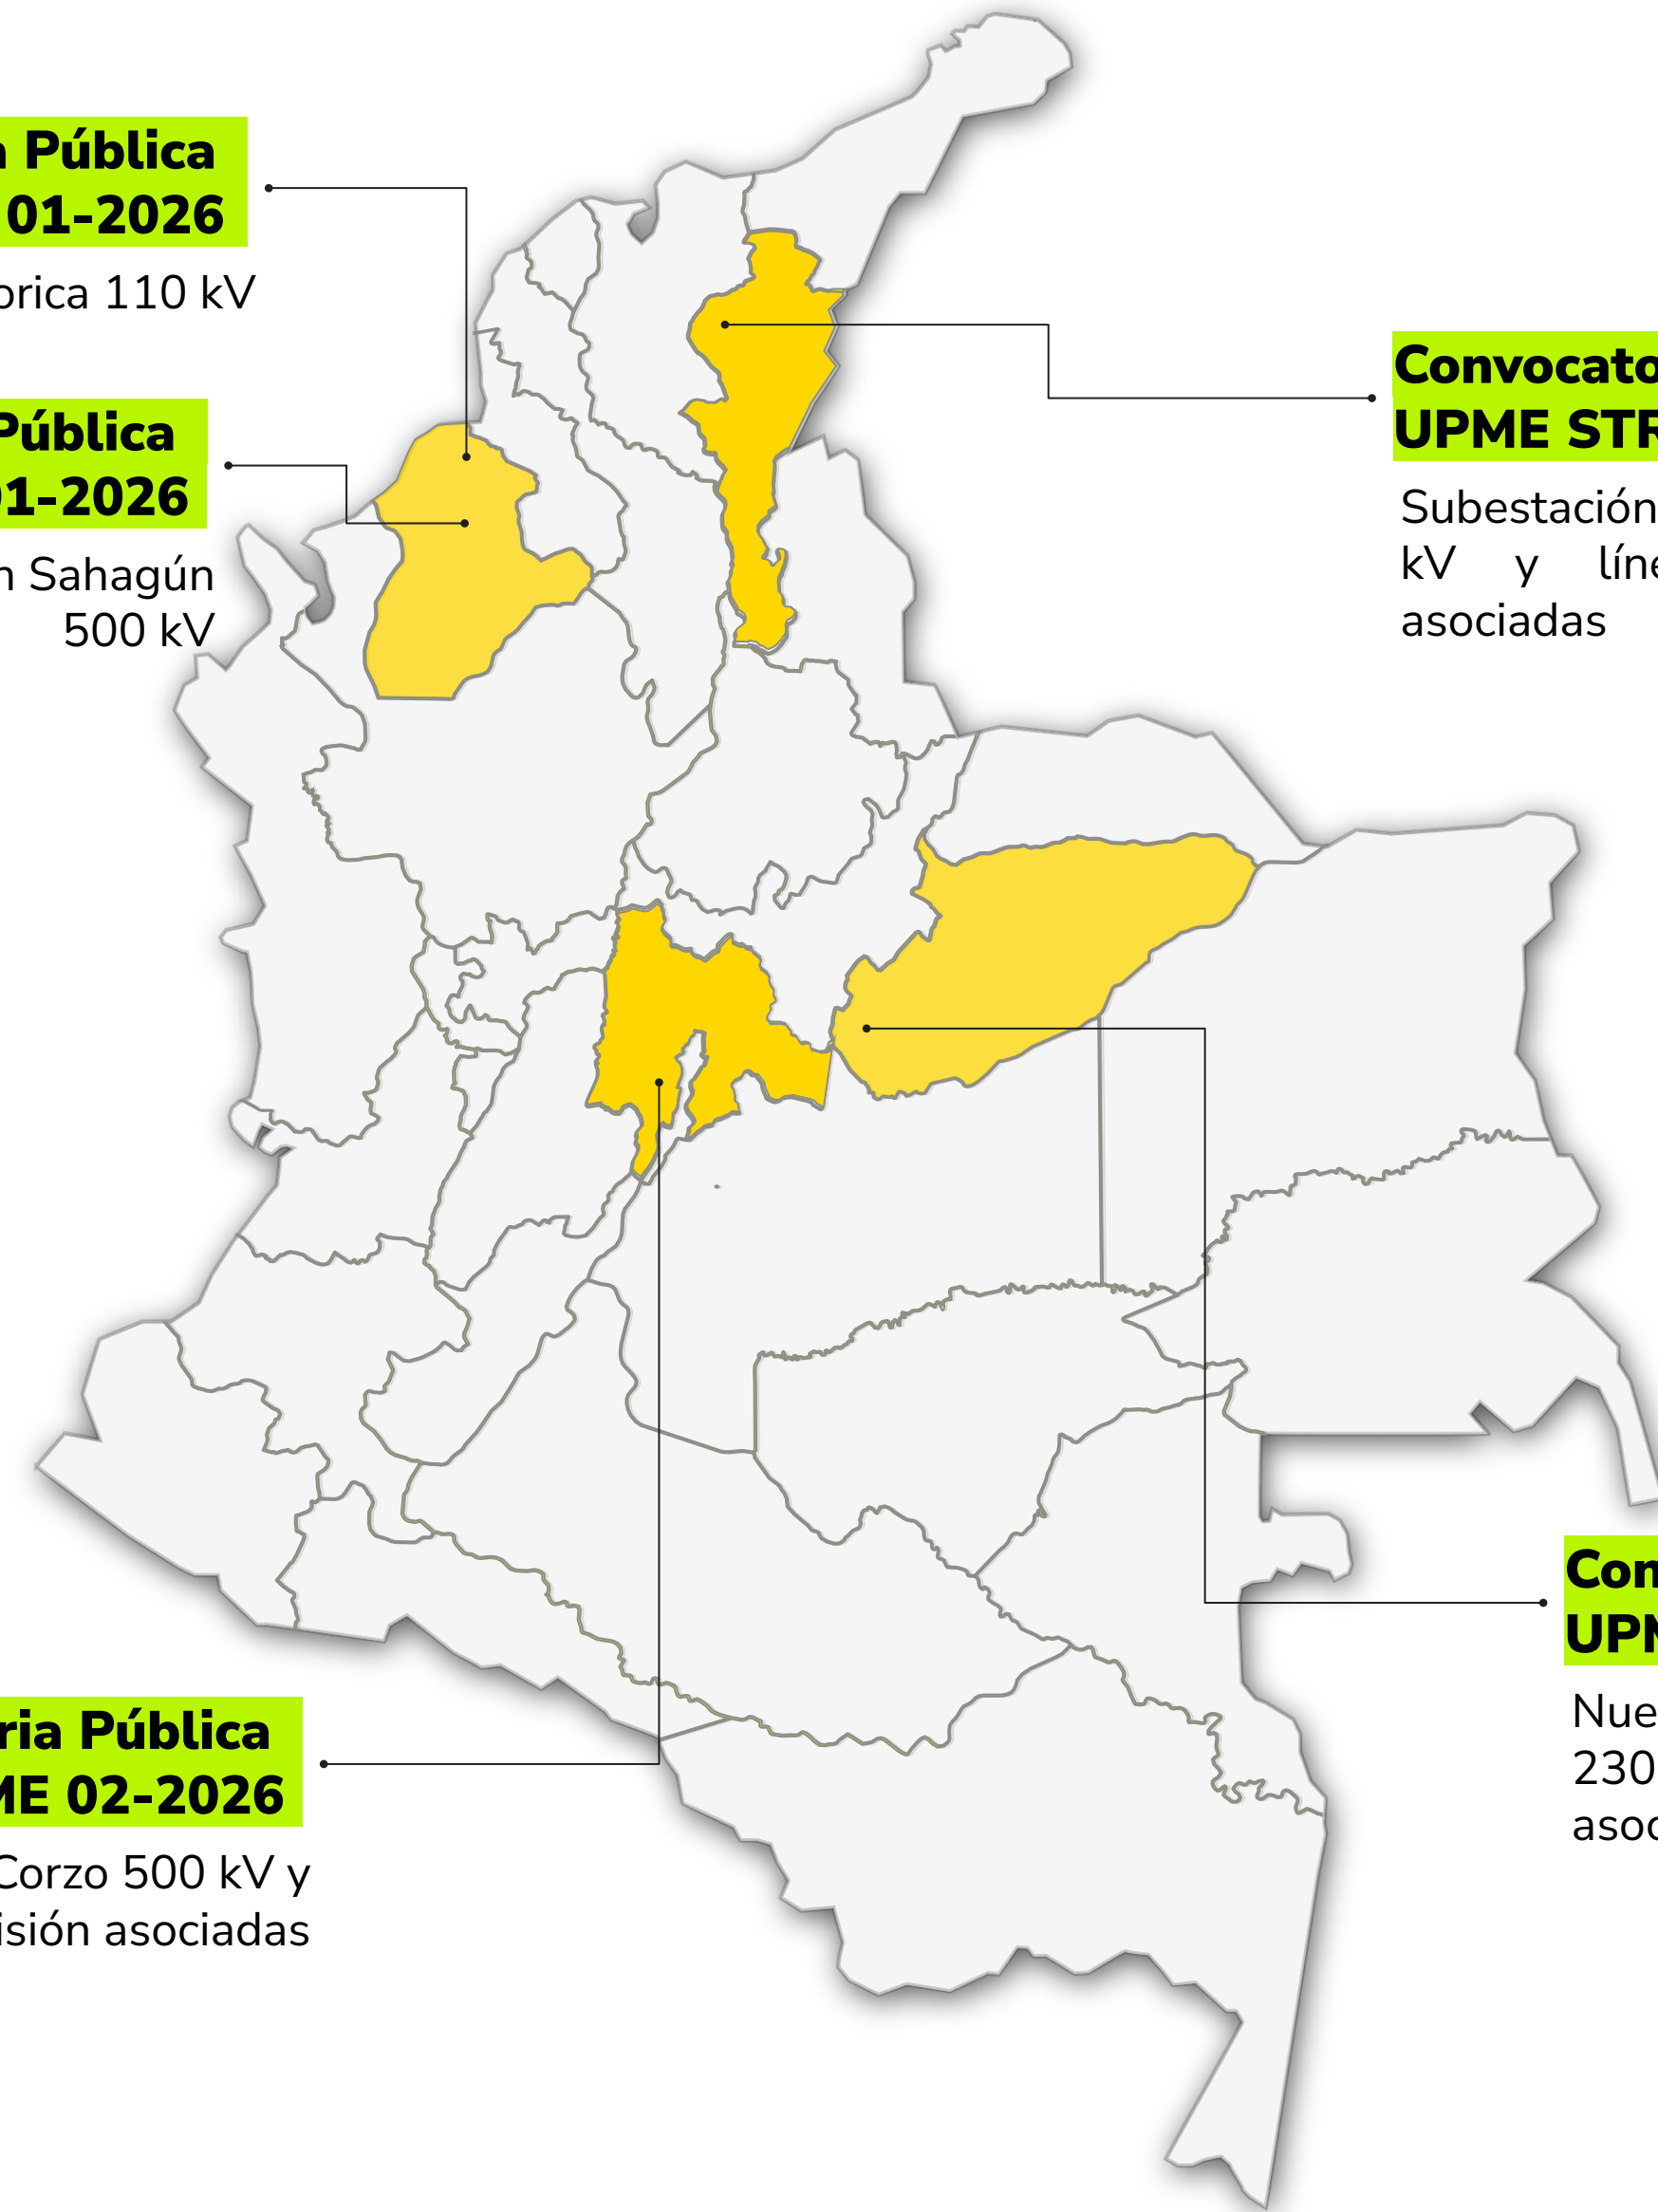 Pública
01-2026
orica 110 kV
Pública
01-2026
n Sahagún
500 kV
Convocato
UPME STR
Subestación
kV y líne
asociadas
Con
UPM
Nue
230
asoc
ria Pública
ME 02-2026
Corzo 500 kV y
isión asociadas